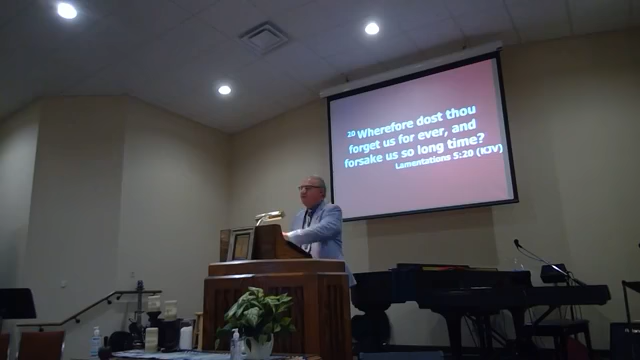 20 Wherefore dost thou
forget us for ever, and
forsake us so long time?
Lamentations 5:20 (KJV)